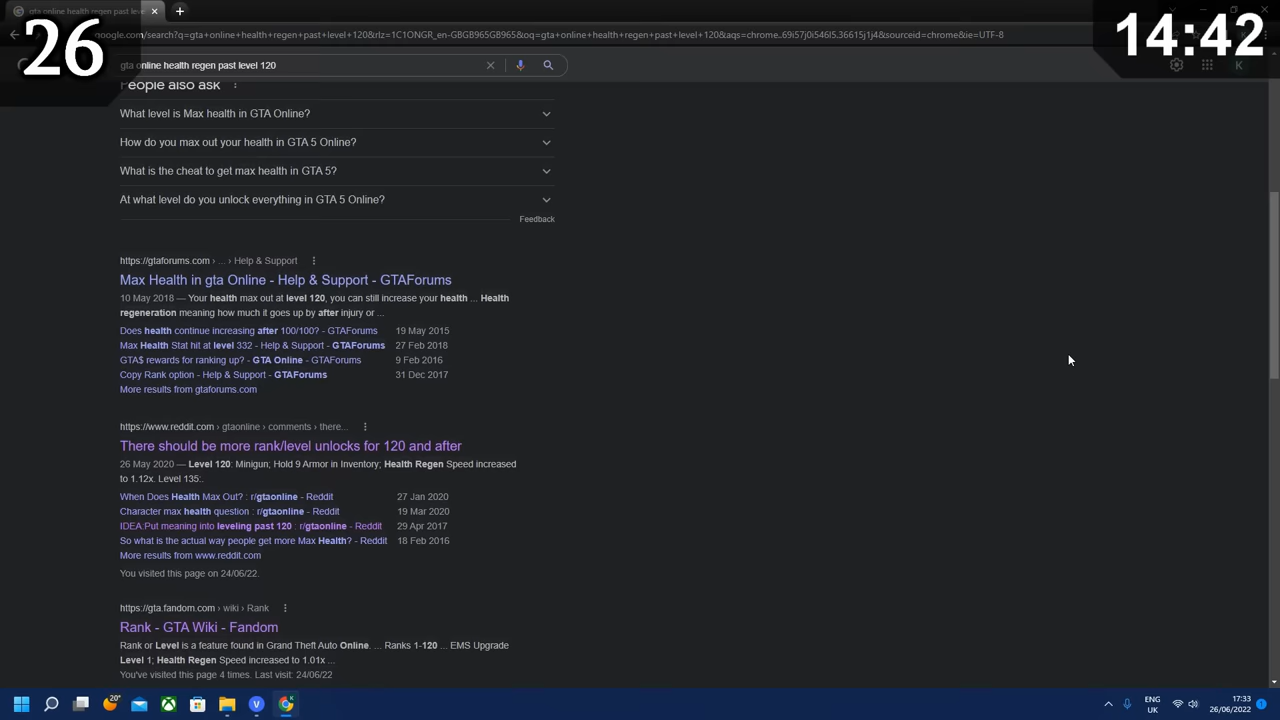 26
14:42
gta online health regen past level
google.com/search?q=gta+online+health+regen+past+level+120&rlz=1C1ONGR_en-GBGB965GB965&oq=gta+online+health+regen+past+level+120&aqs=chrome..69i57j0i546l5.36615j1j4&sourceid=chrome&ie=UTF-8
gta online health regen past level 120
K
People also ask
What level is Max health in GTA Online?
How do you max out your health in GTA 5 Online?
What is the cheat to get max health in GTA 5?
At what level do you unlock everything in GTA 5 Online?
Feedback
https://gtaforums.com › ... › Help & Support
Max Health in gta Online - Help & Support - GTAForums
10 May 2018 — Your health max out at level 120, you can still increase your health ... Health
regeneration meaning how much it goes up by after injury or ...
Does health continue increasing after 100/100? - GTAForums 19 May 2015
Max Health Stat hit at level 332 - Help & Support - GTAForums 27 Feb 2018
GTA$ rewards for ranking up? - GTA Online - GTAForums 9 Feb 2016
Copy Rank option - Help & Support - GTAForums 31 Dec 2017
More results from gtaforums.com
https://www.reddit.com › gtaonline › comments › there...
There should be more rank/level unlocks for 120 and after
26 May 2020 — Level 120: Minigun; Hold 9 Armor in Inventory; Health Regen Speed increased
to 1.12x. Level 135:.
When Does Health Max Out? : r/gtaonline - Reddit 27 Jan 2020
Character max health question : r/gtaonline - Reddit 19 Mar 2020
IDEA:Put meaning into leveling past 120 : r/gtaonline - Reddit 29 Apr 2017
So what is the actual way people get more Max Health? - Reddit 18 Feb 2016
More results from www.reddit.com
You visited this page on 24/06/22.
https://gta.fandom.com › wiki › Rank
Rank - GTA Wiki - Fandom
Rank or Level is a feature found in Grand Theft Auto Online. ... Ranks 1-120 ... EMS Upgrade
Level 1; Health Regen Speed increased to 1.01x ...
You've visited this page 4 times. Last visit: 24/06/22
20°
ENG
UK
17:33
26/06/2022